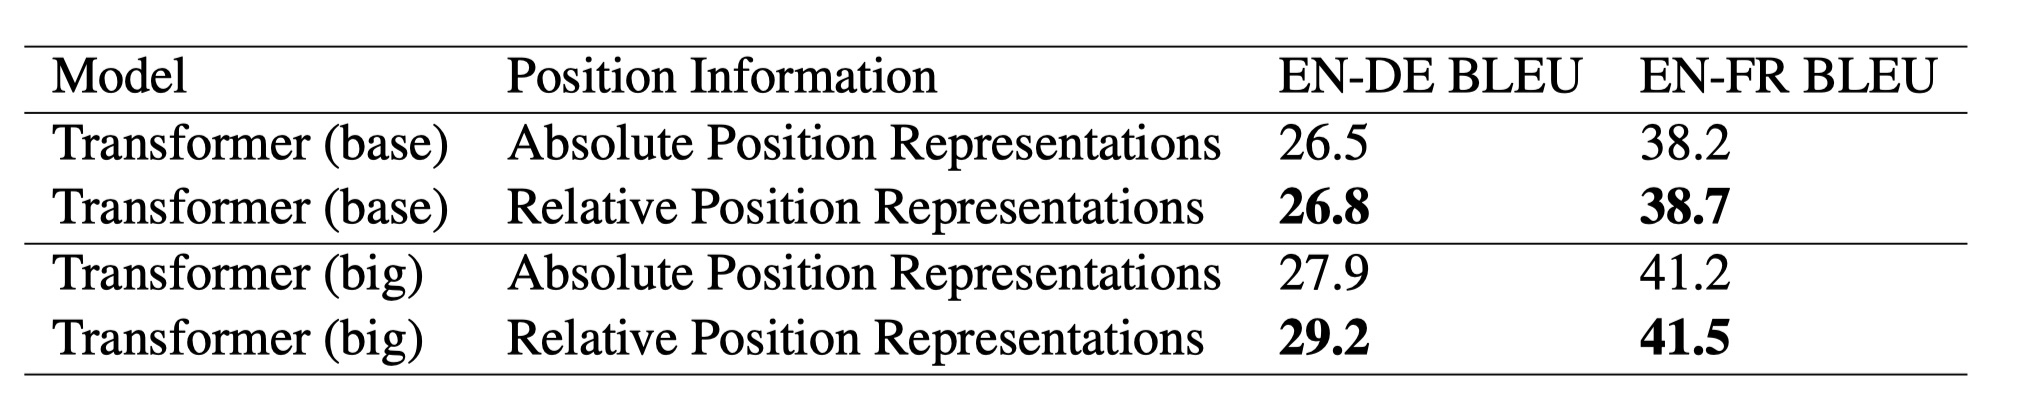 Model Position Information EN-DE BLEU EN-FR BLEU
Transformer (base) Absolute Position Representations 26.5 38.2
Transformer (base) Relative Position Representations 26.8 38.7
Transformer (big) Absolute Position Representations 27.9 41.2
Transformer (big) Relative Position Representations 29.2 41.5